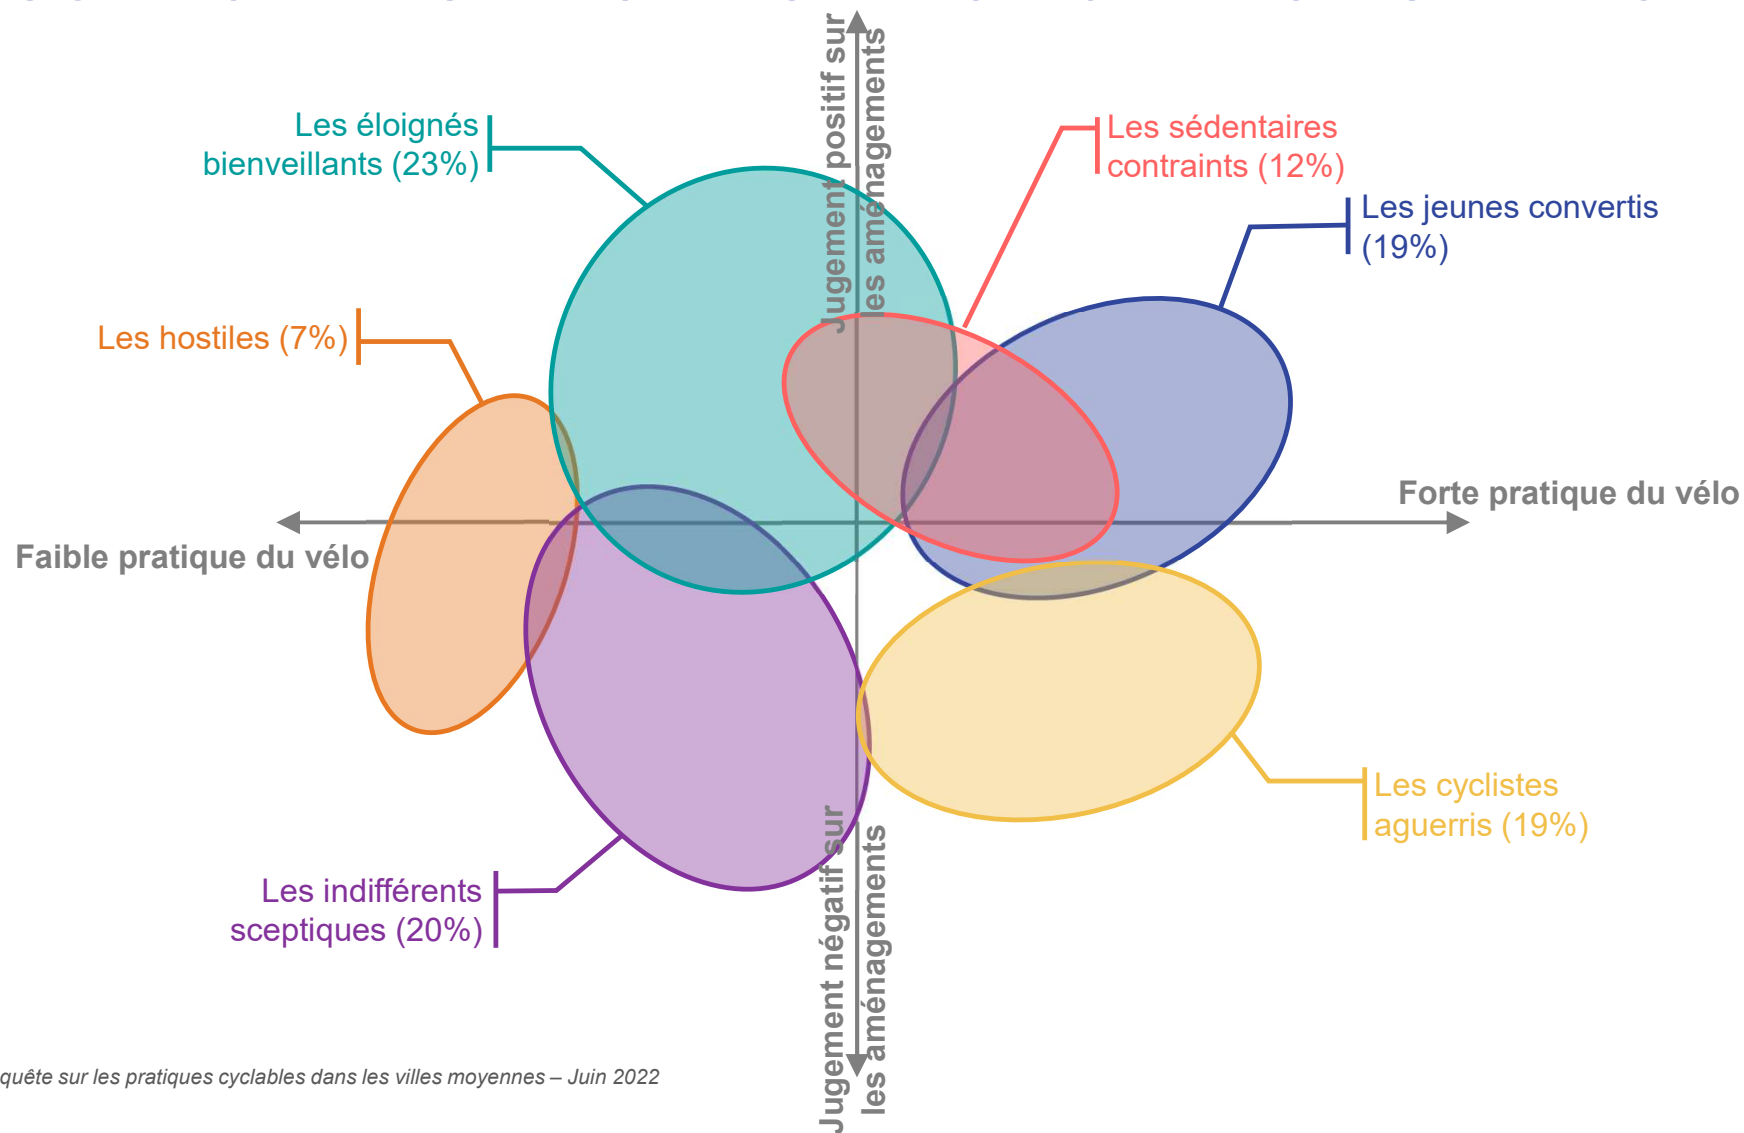 Jugement positif sur
les aménagements
Les éloignés
bienveillants (23%)
Les sédentaires
contraints (12%)
Les jeunes convertis
(19%)
Les hostiles (7%)
Forte pratique du vélo
Faible pratique du vélo
Les cyclistes
aguerris (19%)
Les indifférents
sceptiques (20%)
Jugement négatif sur
les aménagements
quête sur les pratiques cyclables dans les villes moyennes – Juin 2022